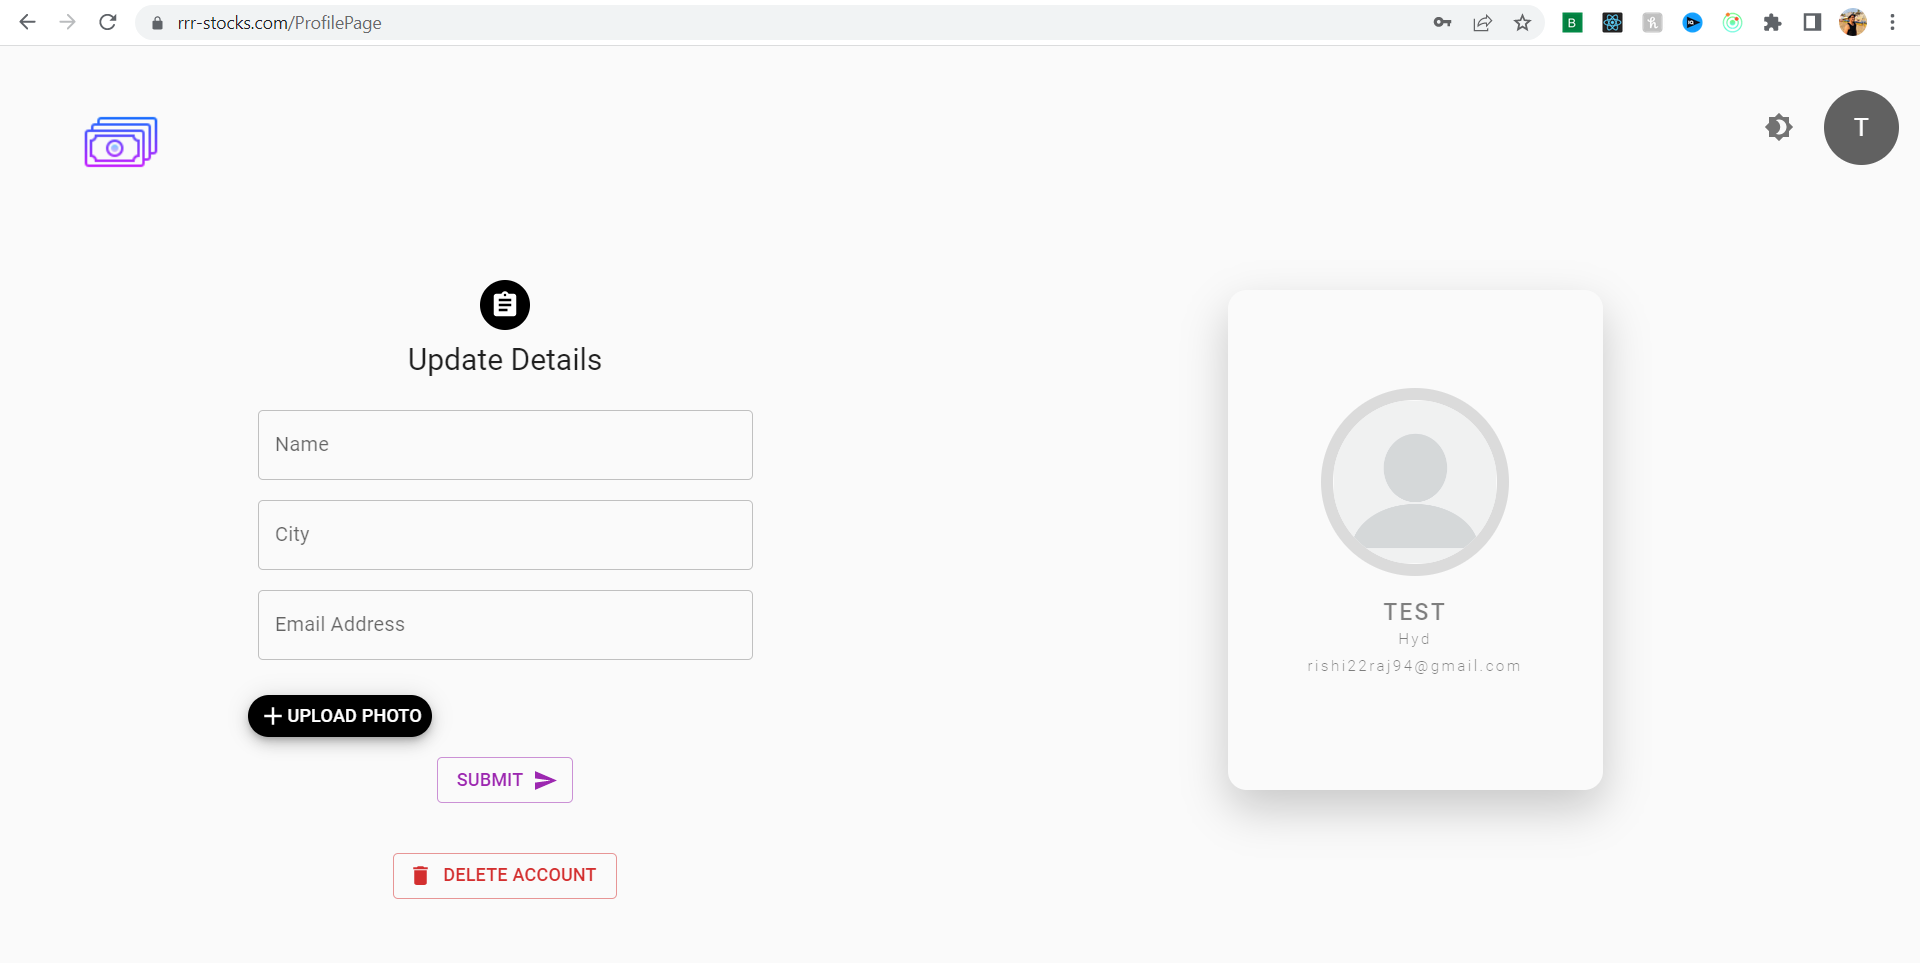 rrr-stocks.com/ProfilePage
B
T
Update Details
Name
City
Email Address
UPLOAD PHOTO
SUBMIT
DELETE ACCOUNT
TEST
Hyd
rishi22raj94@gmail.com